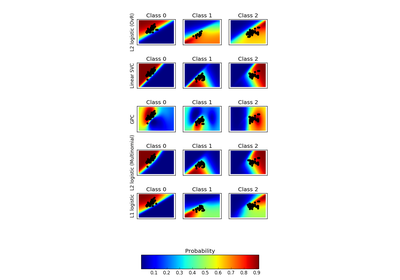 Class 0 Class 1 Class 2
L2 logistic (OvR)
Class 0 Class 1 Class 2
Linear SVC
Class 0 Class 1 Class 2
GPC
Class 0 Class 1 Class 2
L2 logistic (Multinomial)
Class 0 Class 1 Class 2
L1 logistic
Probability
0.1 0.2 0.3 0.4 0.5 0.6 0.7 0.8 0.9